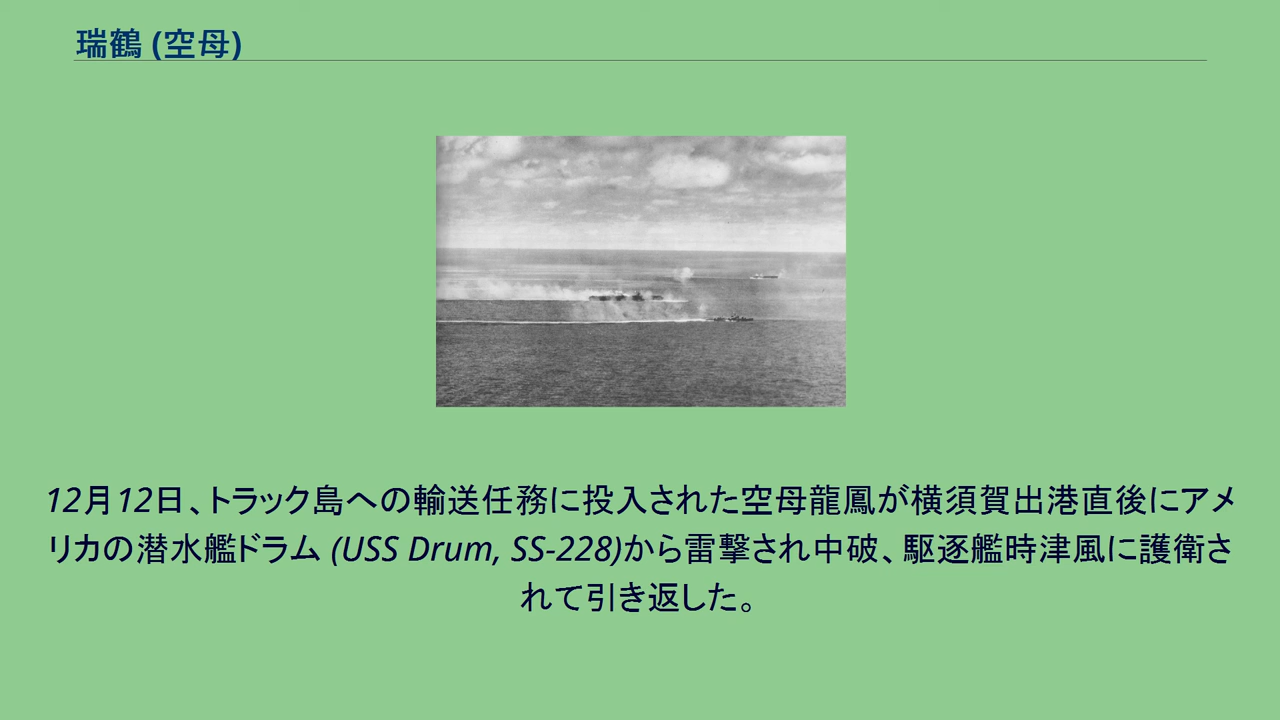 瑞鶴 (空母)
12月12日、トラック島への輸送任務に投入された空母龍鳳が横須賀出港直後にアメ
リカの潜水艦ドラム (USS Drum, SS-228)から雷撃され中破、駆逐艦時津風に護衛さ
れて引き返した。